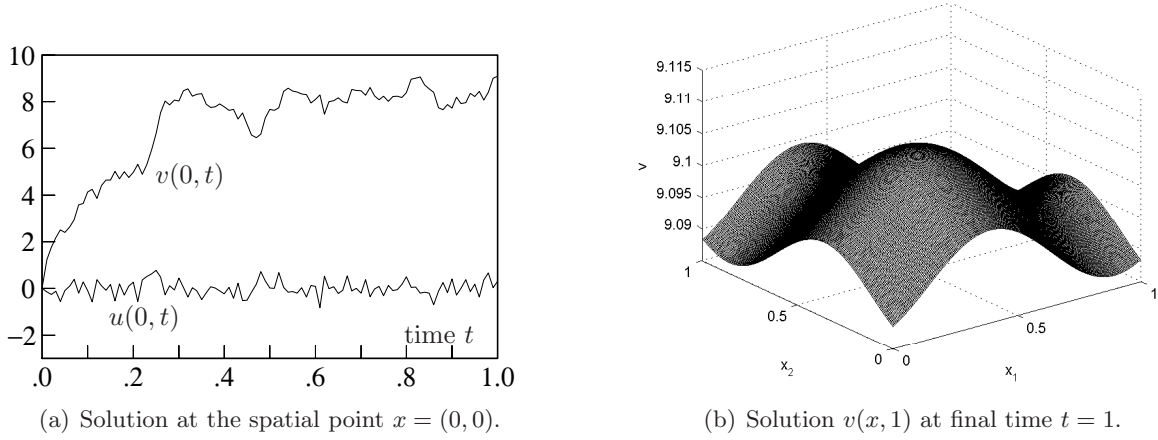 10
8
6
4
2
0
−2
v(0, t)
u(0, t)
time t
.0 .2 .4 .6 .8 1.0
(a) Solution at the spatial point x = (0, 0).
9.115
9.11
9.105
9.1
9.095
9.09
v
1
0.5
0
x2
0
0.5
1
x1
(b) Solution v(x, 1) at final time t = 1.